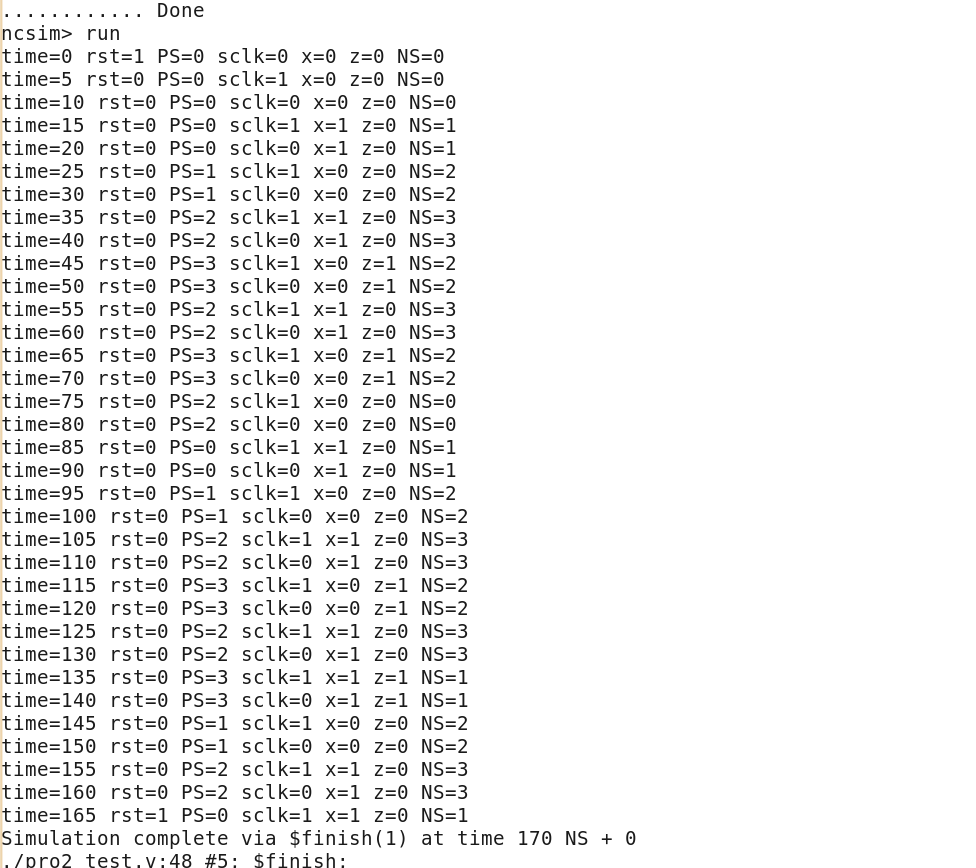 ............ Done
ncsim> run
time=0 rst=1 PS=0 sclk=0 x=0 z=0 NS=0
time=5 rst=0 PS=0 sclk=1 x=0 z=0 NS=0
time=10 rst=0 PS=0 sclk=0 x=0 z=0 NS=0
time=15 rst=0 PS=0 sclk=1 x=1 z=0 NS=1
time=20 rst=0 PS=0 sclk=0 x=1 z=0 NS=1
time=25 rst=0 PS=1 sclk=1 x=0 z=0 NS=2
time=30 rst=0 PS=1 sclk=0 x=0 z=0 NS=2
time=35 rst=0 PS=2 sclk=1 x=1 z=0 NS=3
time=40 rst=0 PS=2 sclk=0 x=1 z=0 NS=3
time=45 rst=0 PS=3 sclk=1 x=0 z=1 NS=2
time=50 rst=0 PS=3 sclk=0 x=0 z=1 NS=2
time=55 rst=0 PS=2 sclk=1 x=1 z=0 NS=3
time=60 rst=0 PS=2 sclk=0 x=1 z=0 NS=3
time=65 rst=0 PS=3 sclk=1 x=0 z=1 NS=2
time=70 rst=0 PS=3 sclk=0 x=0 z=1 NS=2
time=75 rst=0 PS=2 sclk=1 x=0 z=0 NS=0
time=80 rst=0 PS=2 sclk=0 x=0 z=0 NS=0
time=85 rst=0 PS=0 sclk=1 x=1 z=0 NS=1
time=90 rst=0 PS=0 sclk=0 x=1 z=0 NS=1
time=95 rst=0 PS=1 sclk=1 x=0 z=0 NS=2
time=100 rst=0 PS=1 sclk=0 x=0 z=0 NS=2
time=105 rst=0 PS=2 sclk=1 x=1 z=0 NS=3
time=110 rst=0 PS=2 sclk=0 x=1 z=0 NS=3
time=115 rst=0 PS=3 sclk=1 x=0 z=1 NS=2
time=120 rst=0 PS=3 sclk=0 x=0 z=1 NS=2
time=125 rst=0 PS=2 sclk=1 x=1 z=0 NS=3
time=130 rst=0 PS=2 sclk=0 x=1 z=0 NS=3
time=135 rst=0 PS=3 sclk=1 x=1 z=1 NS=1
time=140 rst=0 PS=3 sclk=0 x=1 z=1 NS=1
time=145 rst=0 PS=1 sclk=1 x=0 z=0 NS=2
time=150 rst=0 PS=1 sclk=0 x=0 z=0 NS=2
time=155 rst=0 PS=2 sclk=1 x=1 z=0 NS=3
time=160 rst=0 PS=2 sclk=0 x=1 z=0 NS=3
time=165 rst=1 PS=0 sclk=1 x=1 z=0 NS=1
Simulation complete via $finish(1) at time 170 NS + 0
./pro2_test.v:48 #5; $finish;